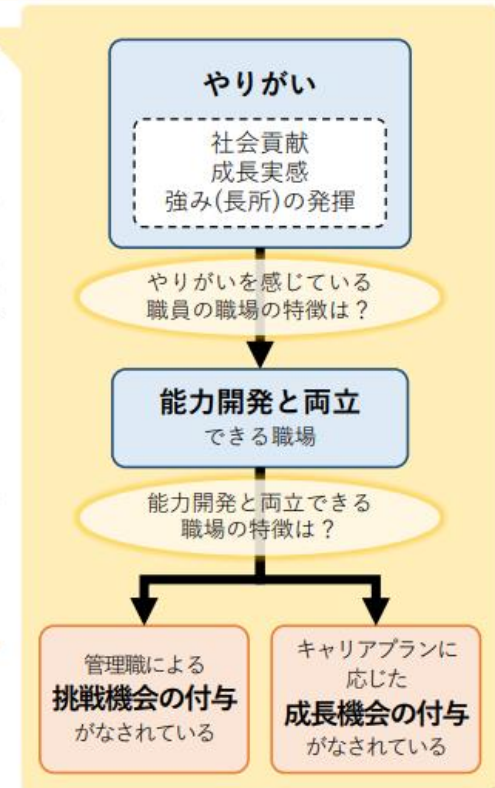 やりがい
社会貢献
成長実感
強み(長所)の発揮
やりがいを感じている
職員の職場の特徴は？
能力開発と両立
できる職場
能力開発と両立できる
職場の特徴は？
管理職による
挑戦機会の付与
がなされている
キャリアプランに
応じた
成長機会の付与
がなされている